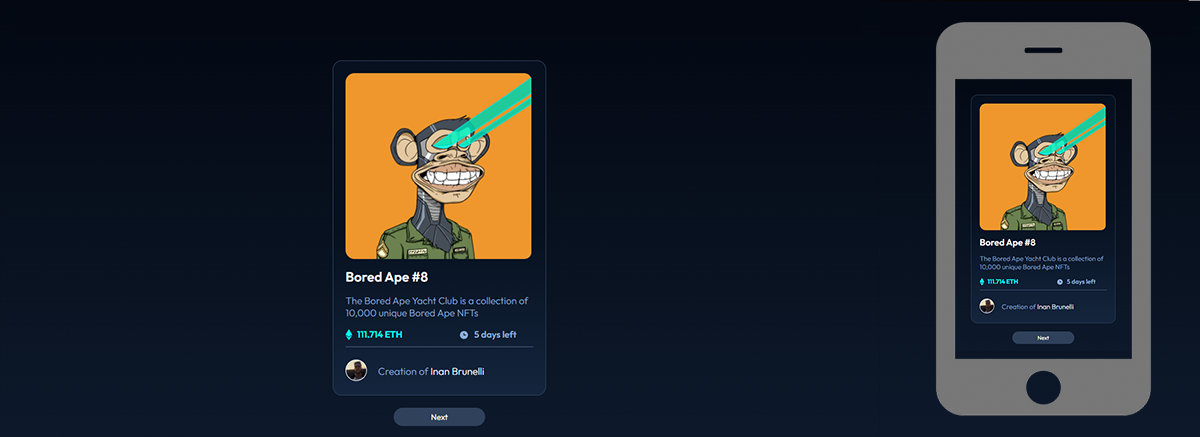 Bored Ape #8
The Bored Ape Yacht Club is a collection of
10,000 unique Bored Ape NFTs
111.714 ETH
5 days left
Creation of Inan Brunelli
Next
Bored Ape #8
The Bored Ape Yacht Club is a collection of
10,000 unique Bored Ape NFTs
111.714 ETH
5 days left
Creation of Inan Brunelli
Next